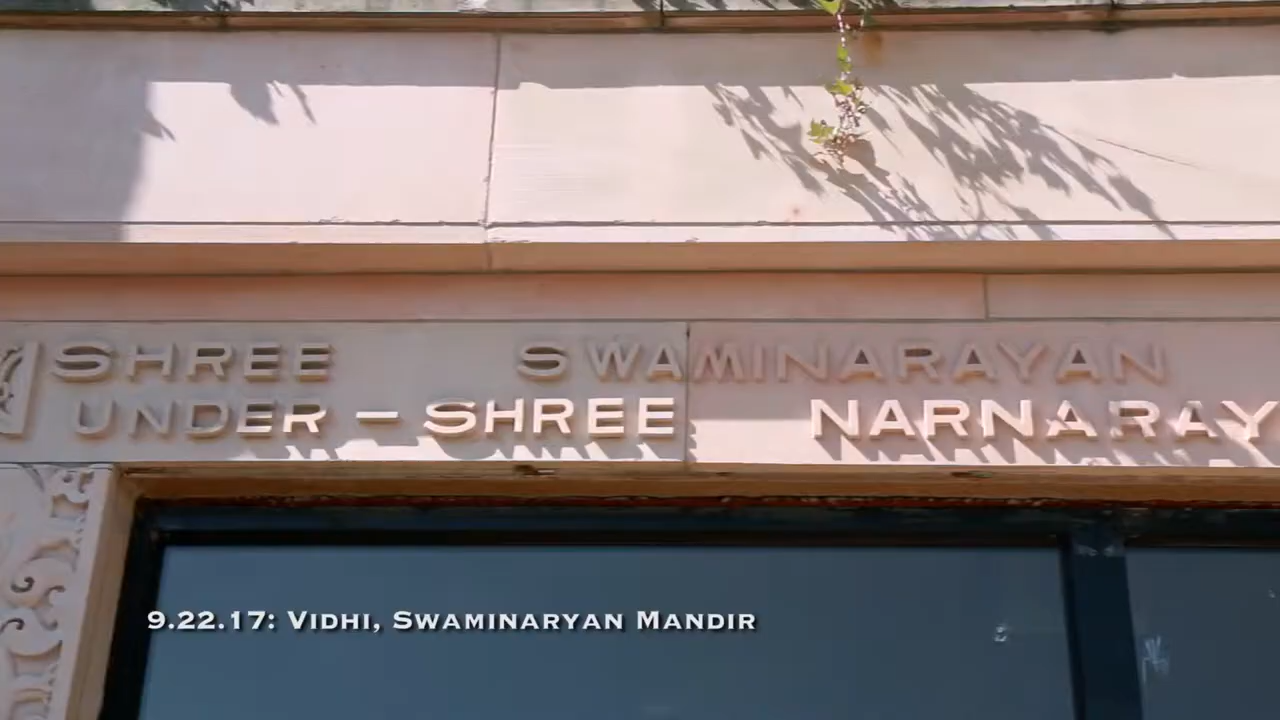 SHREE SWAMINARAYAN
UNDER – SHREE NARNARAY
9.22.17: VIDHI, SWAMINARYAN MANDIR